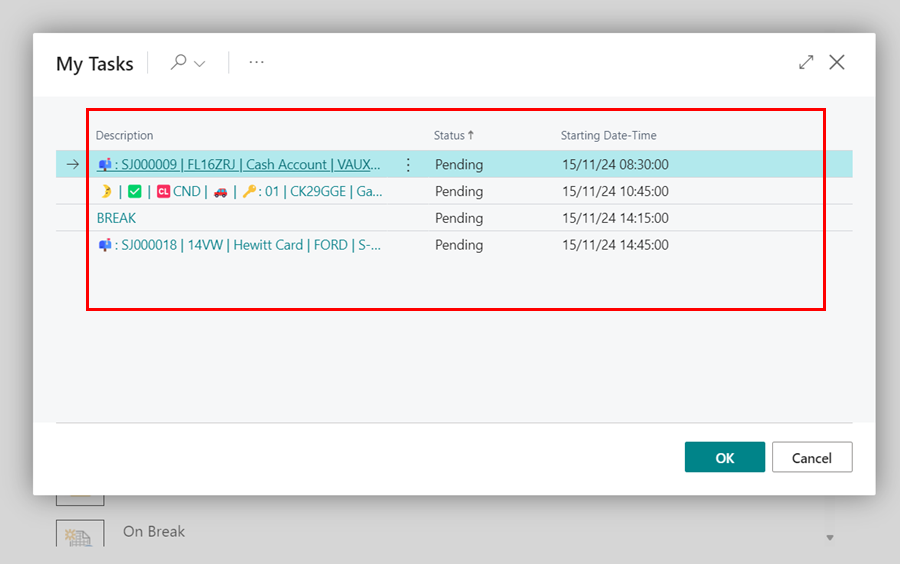 My Tasks
Description Status↑ Starting Date-Time
📬 : SJ000009 | FL16ZRJ | Cash Account | VAUX... Pending 15/11/24 08:30:00
🌛 | ✅ | 🆑 CND | 🚗 | 🔑 : 01 | CK29GGE | Ga... Pending 15/11/24 10:45:00
BREAK Pending 15/11/24 14:15:00
📬 : SJ000018 | 14VW | Hewitt Card | FORD | S-... Pending 15/11/24 14:45:00
OK Cancel
On Break